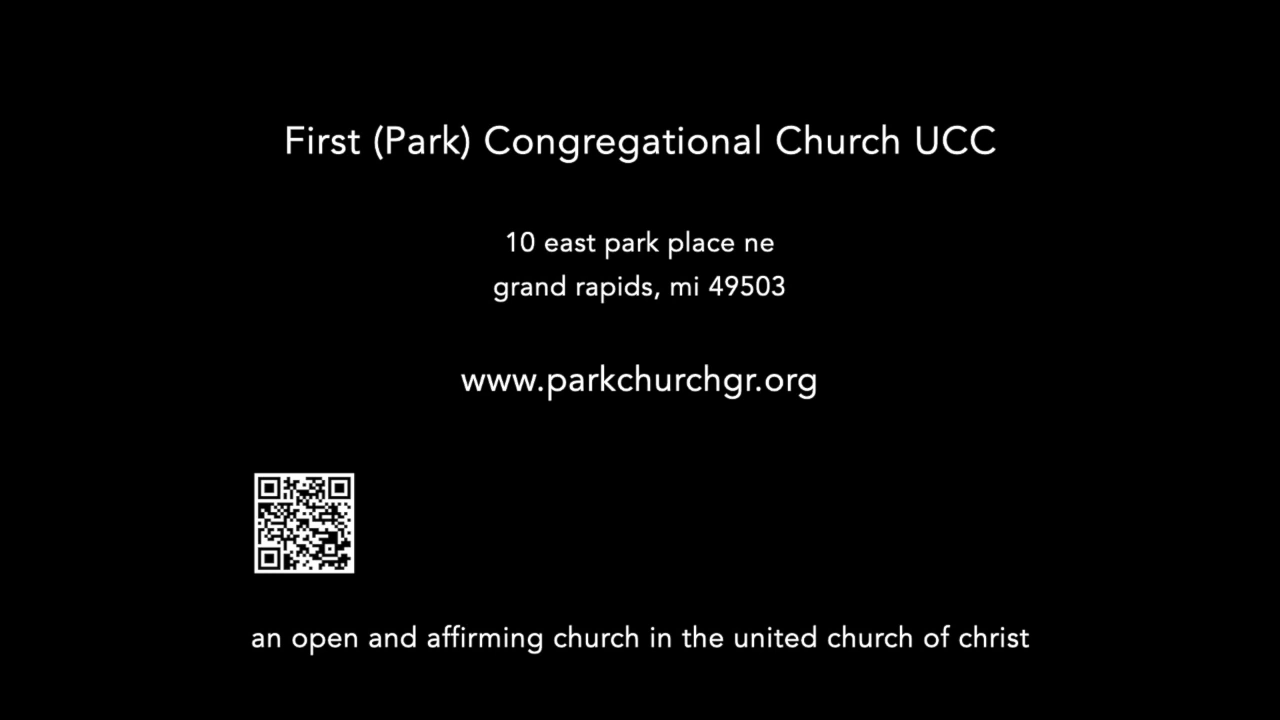 First (Park) Congregational Church UCC
10 east park place ne
grand rapids, mi 49503
www.parkchurchgr.org
an open and affirming church in the united church of christ